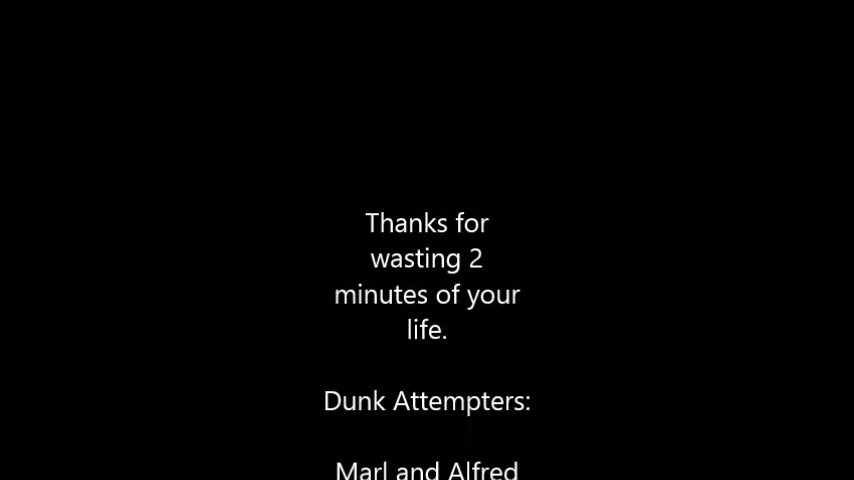 Thanks for
wasting 2
minutes of your
life.
Dunk Attempters:
Marl and Alfred